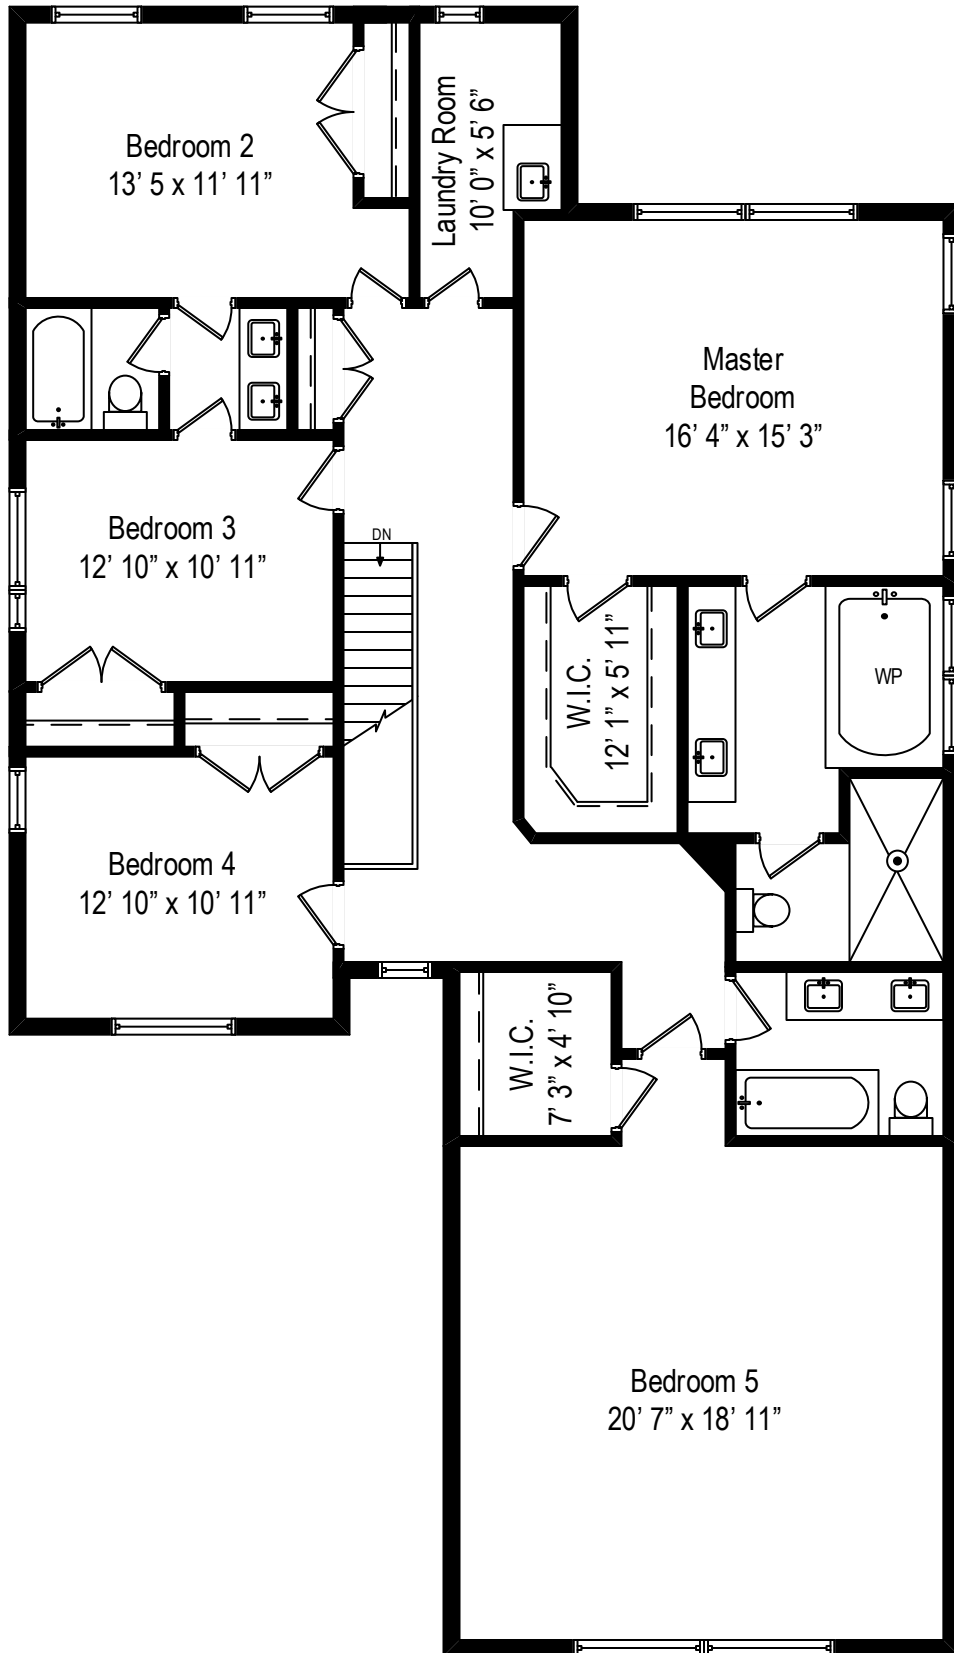 Bedroom 2
13’ 5 x 11’ 11”
Laundry Room
10’ 0” x 5’ 6”
Master
Bedroom
16’ 4” x 15’ 3”
Bedroom 3
12’ 10” x 10’ 11”
DN
W.I.C.
12’ 1” x 5’ 11”
WP
Bedroom 4
12’ 10” x 10’ 11”
W.I.C.
7’ 3” x 4’ 10”
Bedroom 5
20’ 7” x 18’ 11”